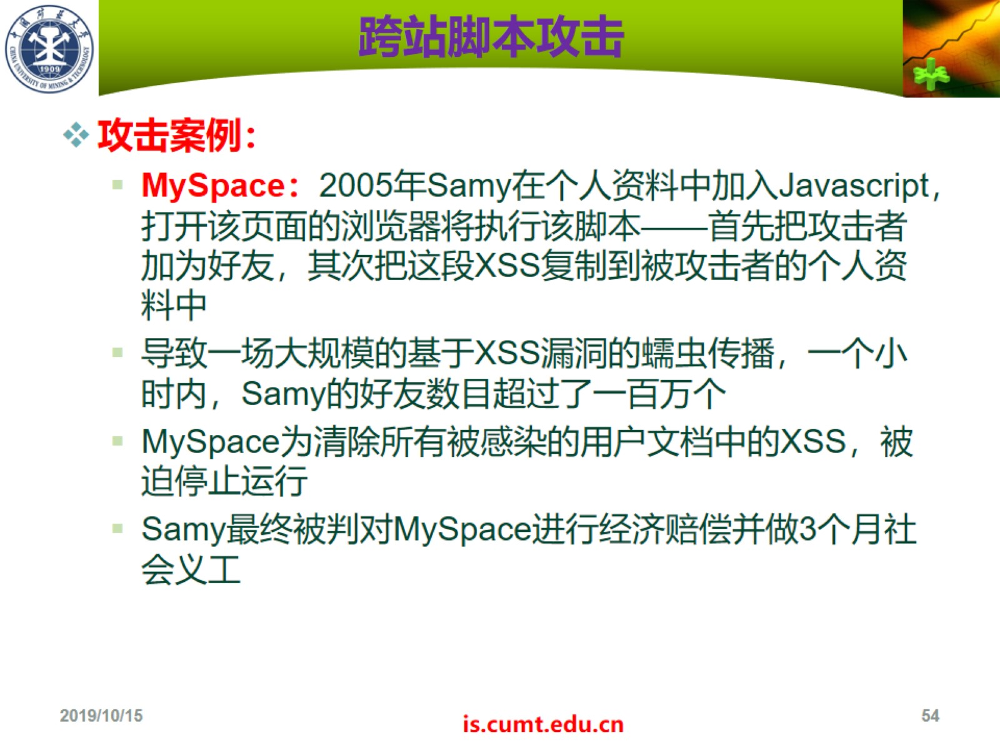 中国矿业大学
CHINA UNIVERSITY OF MINING & TECHNOLOGY
1909
跨站脚本攻击
攻击案例：
MySpace：2005年Samy在个人资料中加入Javascript，
打开该页面的浏览器将执行该脚本——首先把攻击者
加为好友，其次把这段XSS复制到被攻击者的个人资
料中
导致一场大规模的基于XSS漏洞的蠕虫传播，一个小
时内，Samy的好友数目超过了一百万个
MySpace为清除所有被感染的用户文档中的XSS，被
迫停止运行
Samy最终被判对MySpace进行经济赔偿并做3个月社
会义工
2019/10/15
is.cumt.edu.cn
54